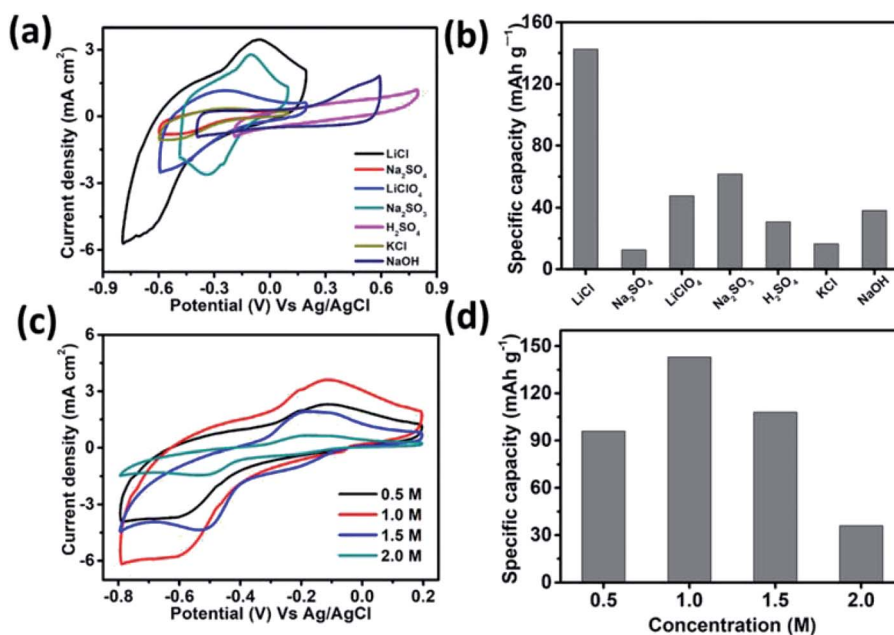 (a)
3
0
-3
-6
Current density (mA cm²)
LiCl
Na₂SO₄
LiClO₄
Na₂SO₃
H₂SO₄
KCl
NaOH
-0.9 -0.6 -0.3 0.0 0.3 0.6 0.9
Potential (V) Vs Ag/AgCl
(b)
160
120
80
40
0
Specific capacity (mAh g⁻¹)
LiCl Na₂SO₄ LiClO₄ Na₂SO₃ H₂SO₄ KCl NaOH
(c)
6
3
0
-3
-6
Current density (mA cm²)
0.5 M
1.0 M
1.5 M
2.0 M
-0.8 -0.6 -0.4 -0.2 0.0 0.2
Potential (V) Vs Ag/AgCl
(d)
150
120
90
60
30
0
Specific capacity (mAh g⁻¹)
0.5 1.0 1.5 2.0
Concentration (M)